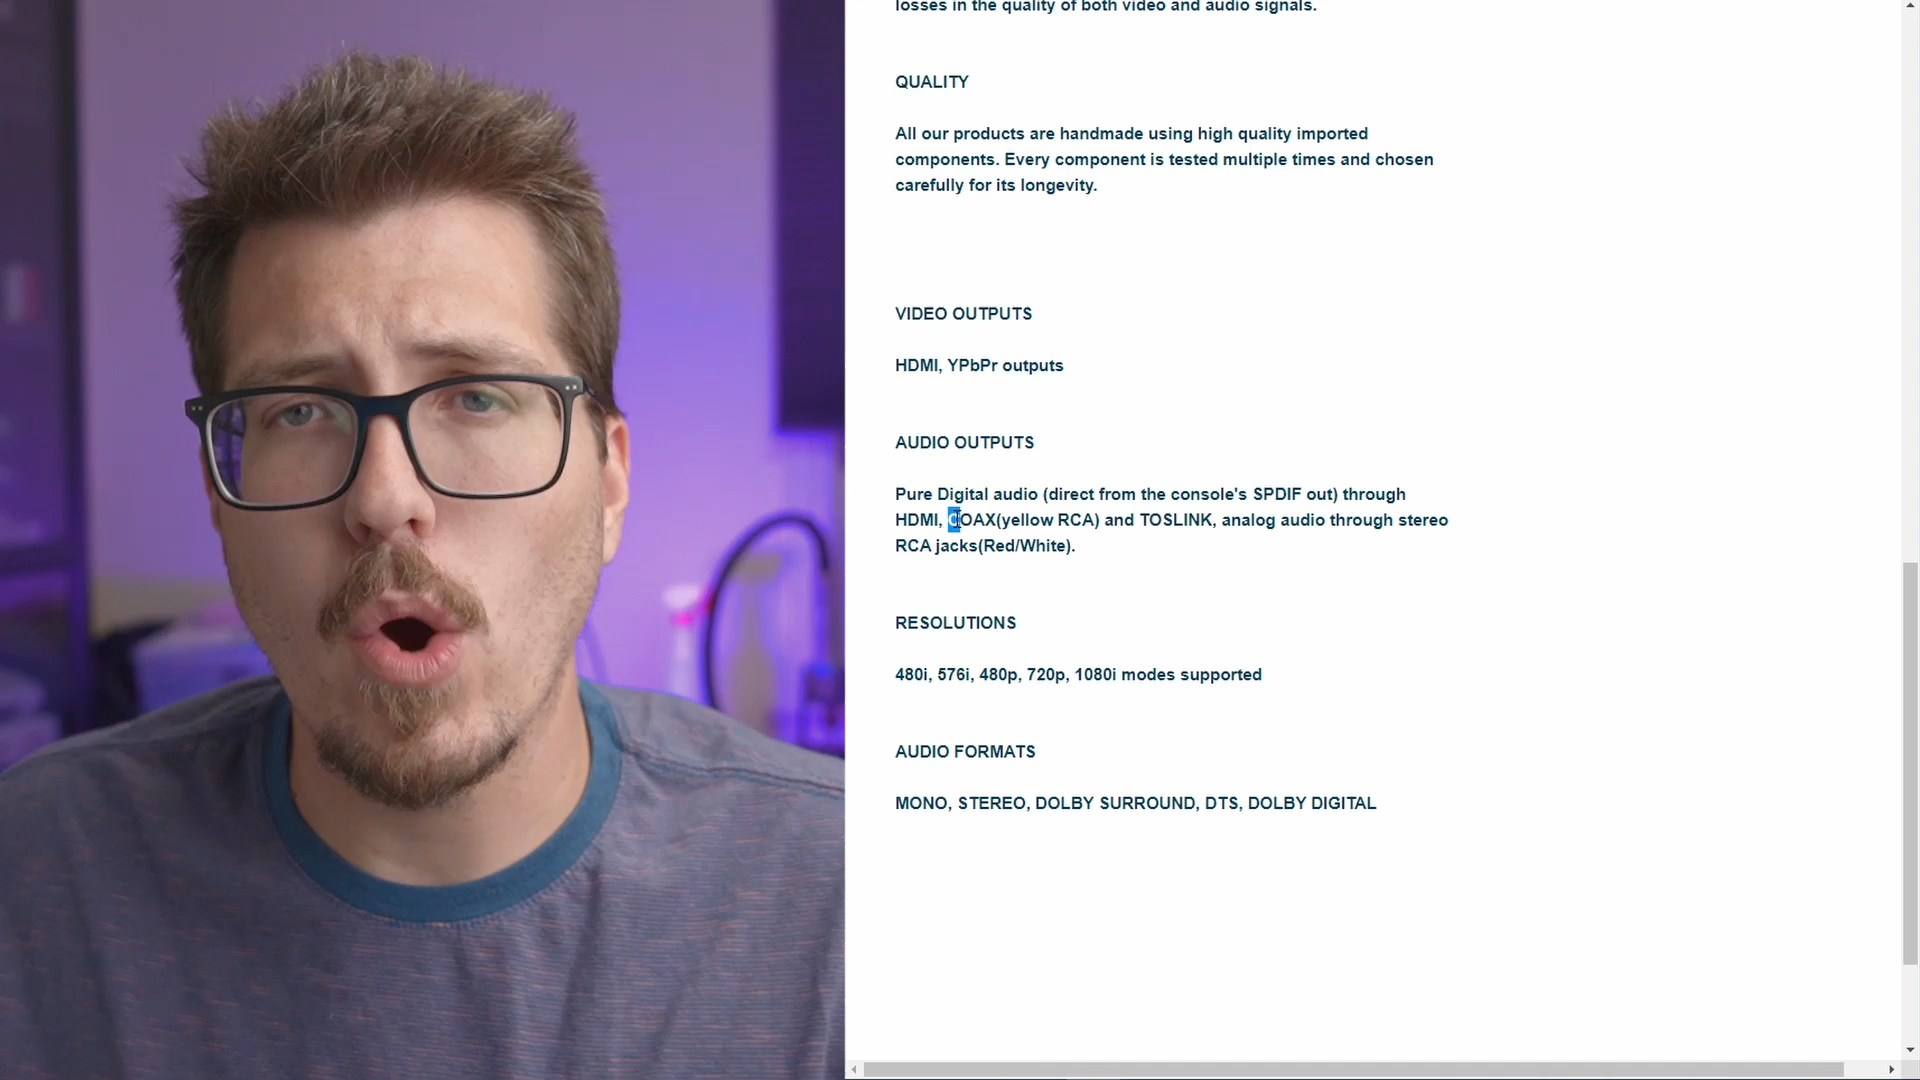 losses in the quality of both video and audio signals.
QUALITY
All our products are handmade using high quality imported
components. Every component is tested multiple times and chosen
carefully for its longevity.
VIDEO OUTPUTS
HDMI, YPbPr outputs
AUDIO OUTPUTS
Pure Digital audio (direct from the console's SPDIF out) through
HDMI, COAX(yellow RCA) and TOSLINK, analog audio through stereo
RCA jacks(Red/White).
RESOLUTIONS
480i, 576i, 480p, 720p, 1080i modes supported
AUDIO FORMATS
MONO, STEREO, DOLBY SURROUND, DTS, DOLBY DIGITAL